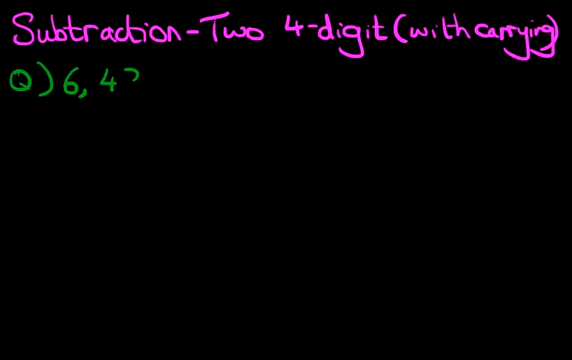 Subtraction - Two 4-digit (with carrying)
Q) 6, 4